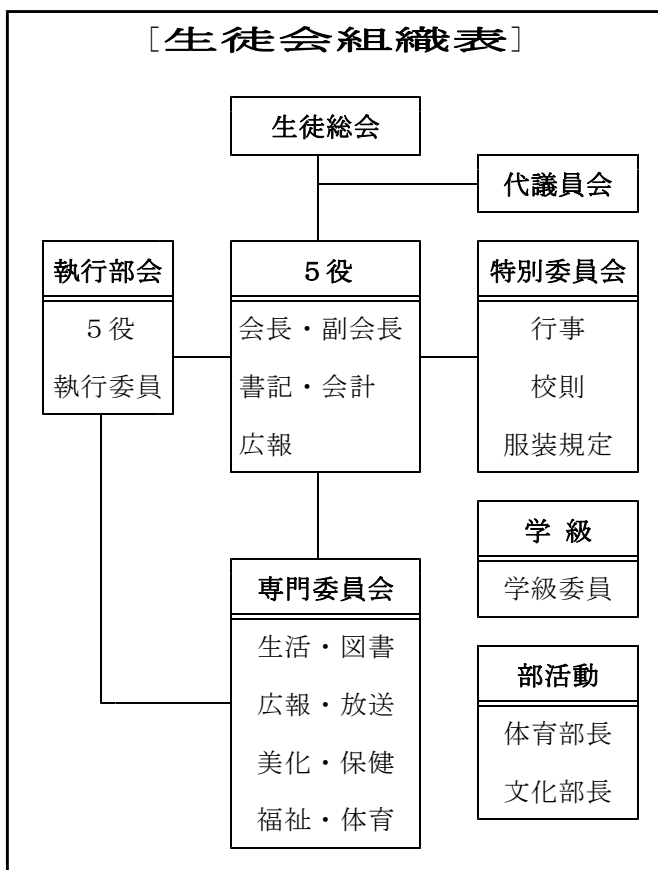 [生徒会組織表]
生徒総会
代議員会
執行部会
5役
執行委員
5役
会長・副会長
書記・会計
広報
特別委員会
行事
校則
服装規定
学 級
学級委員
専門委員会
生活・図書
広報・放送
美化・保健
福祉・体育
部活動
体育部長
文化部長